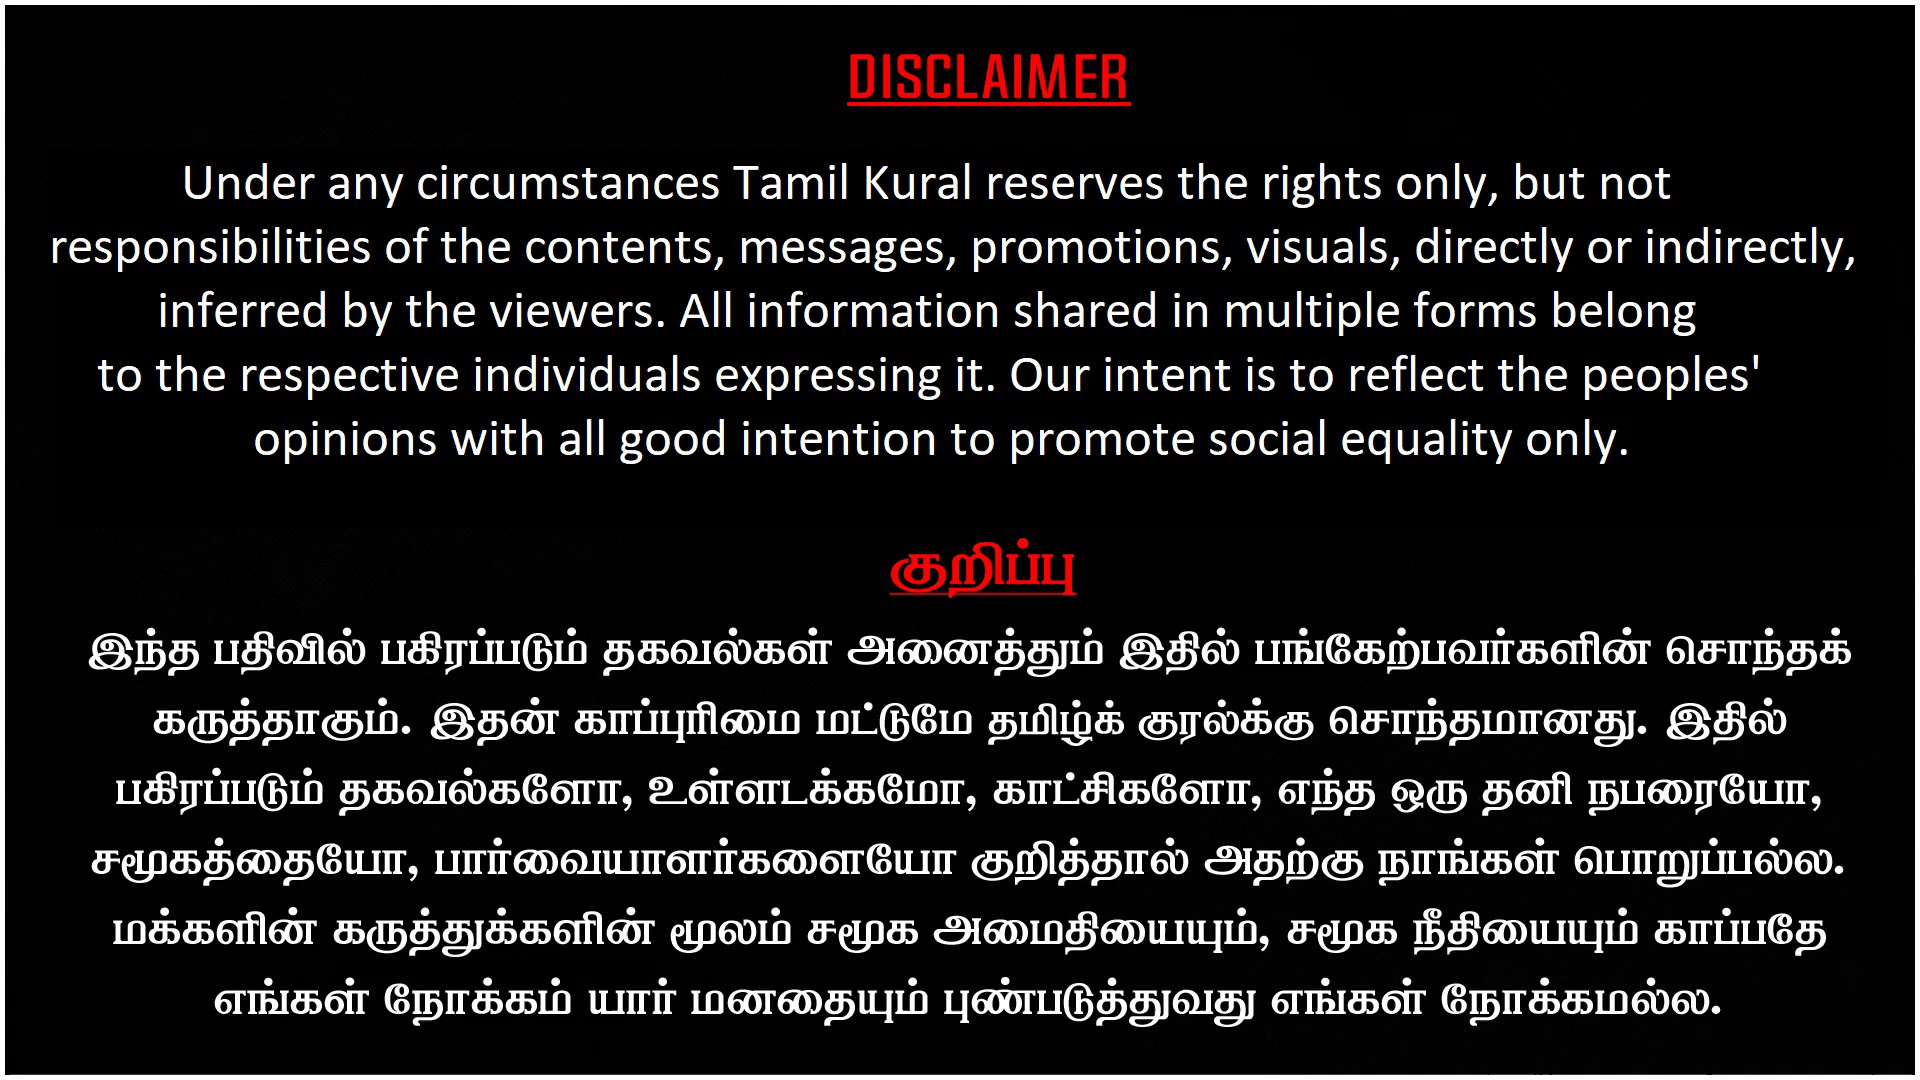 DISCLAIMER
Under any circumstances Tamil Kural reserves the rights only, but not
responsibilities of the contents, messages, promotions, visuals, directly or indirectly,
inferred by the viewers. All information shared in multiple forms belong
to the respective individuals expressing it. Our intent is to reflect the peoples'
opinions with all good intention to promote social equality only.
குறிப்பு
இந்த பதிவில் பகிரப்படும் தகவல்கள் அனைத்தும் இதில் பங்கேற்பவர்களின் சொந்தக்
கருத்தாகும். இதன் காப்புரிமை மட்டுமே தமிழ்க் குரல்க்கு சொந்தமானது. இதில்
பகிரப்படும் தகவல்களோ, உள்ளடக்கமோ, காட்சிகளோ, எந்த ஒரு தனி நபரையோ,
சமூகத்தையோ, பார்வையாளர்களையோ குறித்தால் அதற்கு நாங்கள் பொறுப்பல்ல.
மக்களின் கருத்துக்களின் மூலம் சமூக அமைதியையும், சமூக நீதியையும் காப்பதே
எங்கள் நோக்கம் யார் மனதையும் புண்படுத்துவது எங்கள் நோக்கமல்ல.